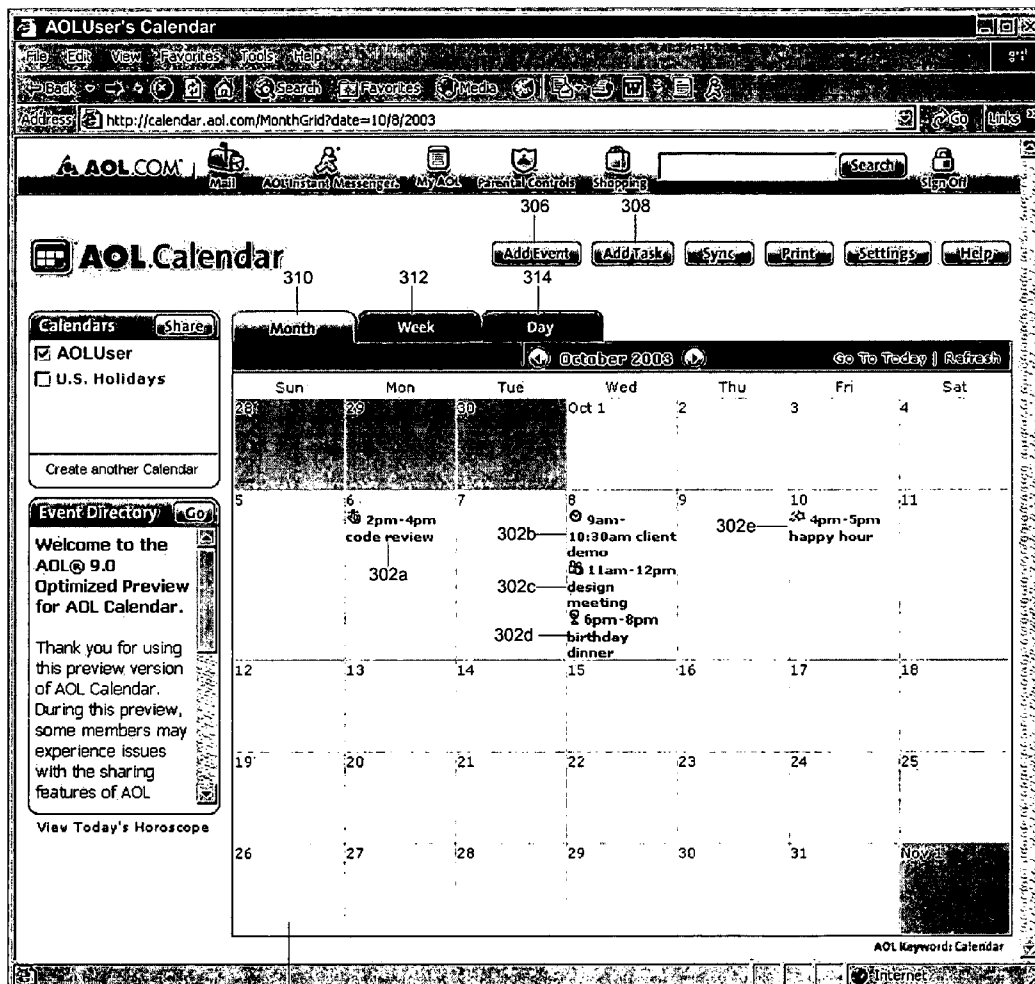 AOLUser's Calendar
File Edit View Favorites Tools Help
Back Search Favorites Media
Address http://calendar.aol.com/MonthGrid?date=10/8/2003 Go Links »
AOL.COM | Mail AOL Instant Messenger. My AOL Parental Controls Shopping Search Sign Off
306 308
AOL Calendar Add Event Add Task Sync Print Settings Help
310 312 314
Calendars Share
AOLUser
U.S. Holidays
Create another Calendar
Event Directory Go
Welcome to the
AOL® 9.0
Optimized Preview
for AOL Calendar.
Thank you for using
this preview version
of AOL Calendar.
During this preview,
some members may
experience issues
with the sharing
features of AOL
View Today's Horoscope
Month Week Day
October 2003 Go To Today | Refresh
Sun Mon Tue Wed Thu Fri Sat
28 29 30 Oct 1 2 3 4
5 6 7 8 9 10 11
2pm-4pm
code review
302a
302b
9am-
10:30am client
demo
302c
11am-12pm
design
meeting
302d
6pm-8pm
birthday
dinner
302e
4pm-5pm
happy hour
12 13 14 15 16 17 18
19 20 21 22 23 24 25
26 27 28 29 30 31 Nov 1
AOL Keyword: Calendar
Internet